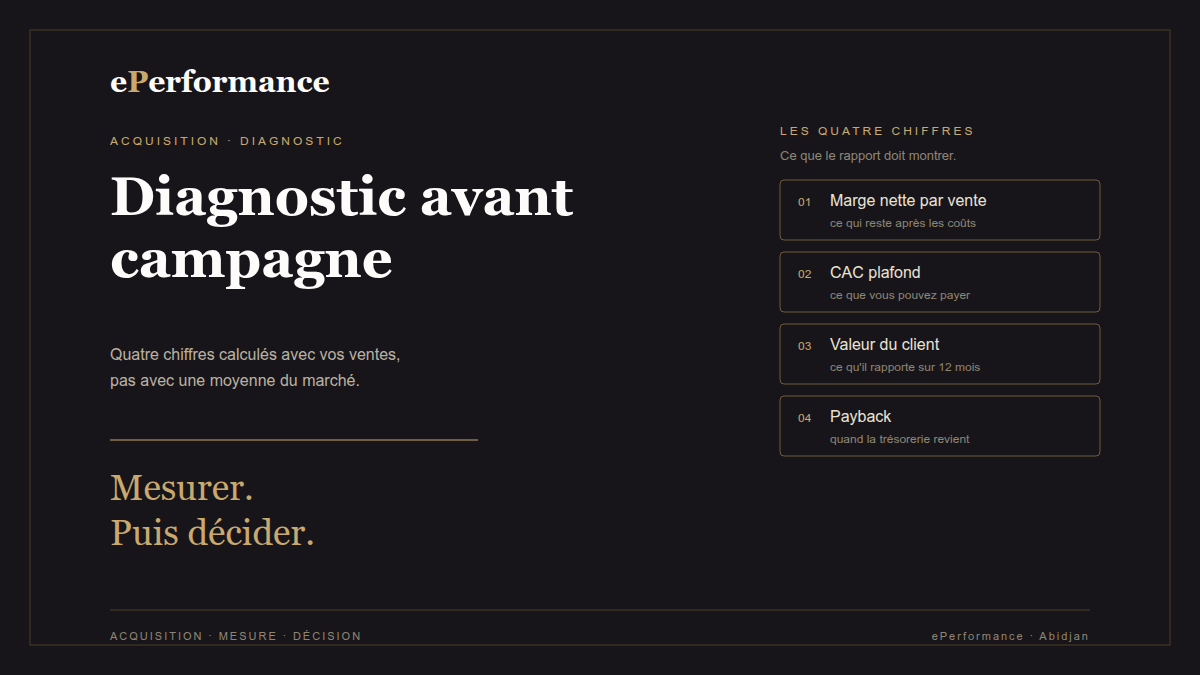 ePerformance
ACQUISITION · DIAGNOSTIC
Diagnostic avant
campagne
Quatre chiffres calculés avec vos ventes,
pas avec une moyenne du marché.
Mesurer.
Puis décider.
LES QUATRE CHIFFRES
Ce que le rapport doit montrer.
01 Marge nette par vente
ce qui reste après les coûts
02 CAC plafond
ce que vous pouvez payer
03 Valeur du client
ce qu'il rapporte sur 12 mois
04 Payback
quand la trésorerie revient
ACQUISITION · MESURE · DÉCISION
ePerformance · Abidjan